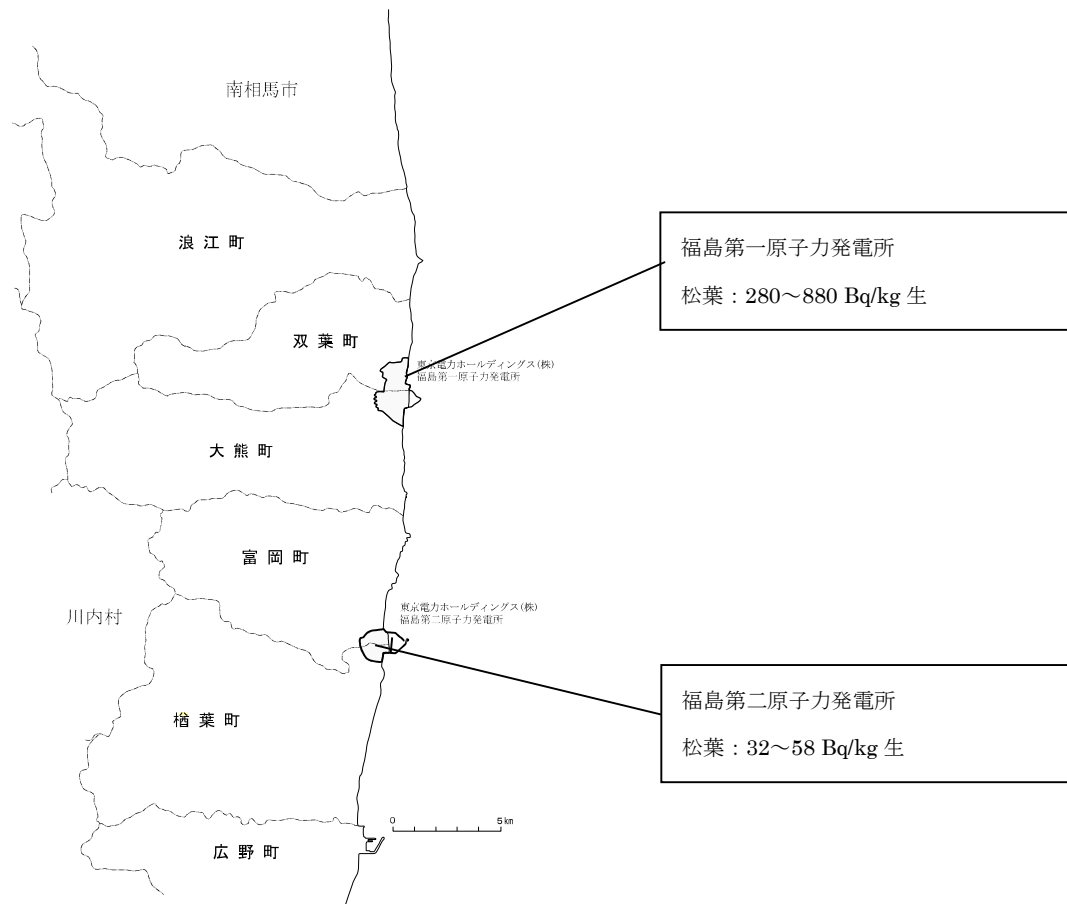 南相馬市
浪江町
福島第一原子力発電所
松葉：280～880 Bq/kg 生
双葉町
東京電力ホールディングス(株)
福島第一原子力発電所
大熊町
富岡町
東京電力ホールディングス(株)
福島第二原子力発電所
川内村
福島第二原子力発電所
松葉：32～58 Bq/kg 生
楢葉町
0 5km
広野町